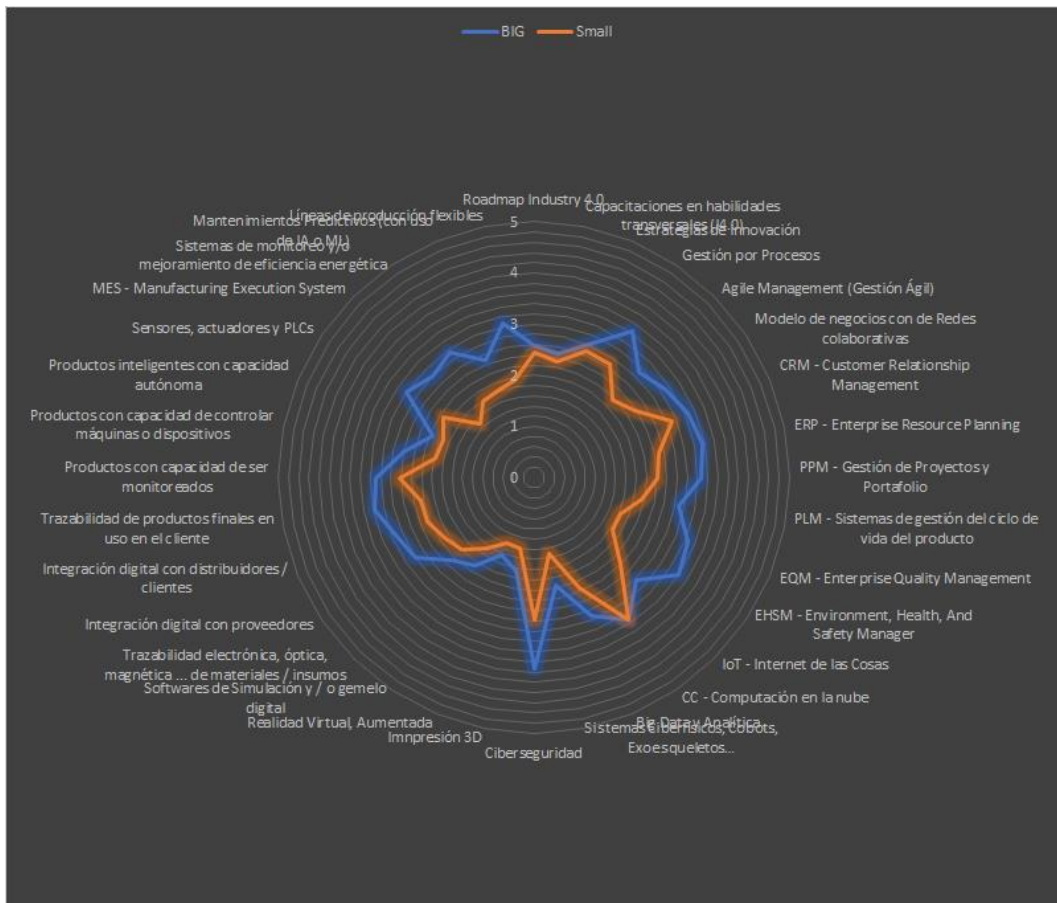 BIG
Small
Roadmap Industry 4.0
Capacitaciones en habilidades
transversales (I4.0)
Estrategias de innovación
Gestión por Procesos
Agile Management (Gestión Ágil)
Modelo de negocios con de Redes
colaborativas
CRM - Customer Relationship
Management
ERP - Enterprise Resource Planning
PPM - Gestión de Proyectos y
Portafolio
PLM - Sistemas de gestión del ciclo de
vida del producto
EQM - Enterprise Quality Management
EHSM - Environment, Health, And
Safety Manager
IoT - Internet de las Cosas
CC - Computación en la nube
Big Data y Analítica
Sistemas Ciberfísicos, Cobots,
Exoesqueletos...
Ciberseguridad
Imnpresión 3D
Realidad Virtual, Aumentada
Softwares de Simulación y / o gemelo
digital
Trazabilidad electrónica, óptica,
magnética ... de materiales / insumos
Integración digital con proveedores
Integración digital con distribuidores /
clientes
Trazabilidad de productos finales en
uso en el cliente
Productos con capacidad de ser
monitoreados
Productos con capacidad de controlar
máquinas o dispositivos
Productos inteligentes con capacidad
autónoma
Sensores, actuadores y PLCs
MES - Manufacturing Execution System
Sistemas de monitoreo y/o
mejoramiento de eficiencia energética
Mantenimientos Predictivos (con uso
de IA o ML)
Líneas de producción flexibles
5
4
3
2
1
0